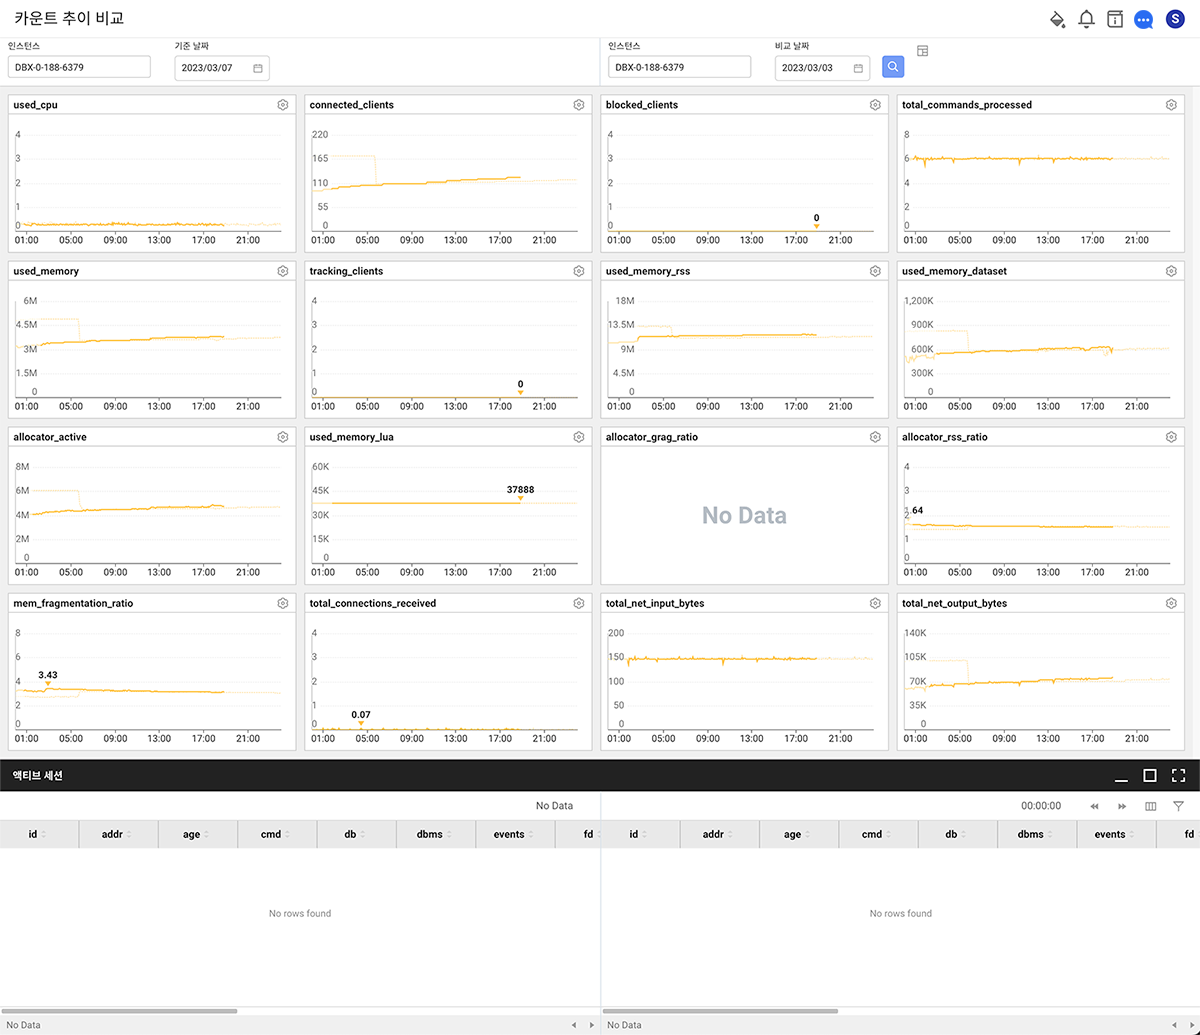 카운트 추이 비교
S
인스턴스
기준 날짜
인스턴스
비교 날짜
DBX-0-188-6379
2023/03/07
DBX-0-188-6379
2023/03/03
used_cpu
4
3
2
1
0
01:00 05:00 09:00 13:00 17:00 21:00
connected_clients
220
165
110
55
0
01:00 05:00 09:00 13:00 17:00 21:00
blocked_clients
4
3
2
1
0
0
01:00 05:00 09:00 13:00 17:00 21:00
total_commands_processed
8
6
4
2
0
01:00 05:00 09:00 13:00 17:00 21:00
used_memory
6M
4.5M
3M
1.5M
0
01:00 05:00 09:00 13:00 17:00 21:00
tracking_clients
4
3
2
1
0
0
01:00 05:00 09:00 13:00 17:00 21:00
used_memory_rss
18M
13.5M
9M
4.5M
0
01:00 05:00 09:00 13:00 17:00 21:00
used_memory_dataset
1,200K
900K
600K
300K
0
01:00 05:00 09:00 13:00 17:00 21:00
allocator_active
8M
6M
4M
2M
0
01:00 05:00 09:00 13:00 17:00 21:00
used_memory_lua
60K
45K
37888
30K
15K
0
01:00 05:00 09:00 13:00 17:00 21:00
allocator_grag_ratio
No Data
allocator_rss_ratio
4
3
.64
2
1
0
01:00 05:00 09:00 13:00 17:00 21:00
mem_fragmentation_ratio
8
6
3.43
4
2
0
01:00 05:00 09:00 13:00 17:00 21:00
total_connections_received
4
3
2
1
0.07
0
01:00 05:00 09:00 13:00 17:00 21:00
total_net_input_bytes
200
150
100
50
0
01:00 05:00 09:00 13:00 17:00 21:00
total_net_output_bytes
140K
105K
70K
35K
0
01:00 05:00 09:00 13:00 17:00 21:00
액티브 세션
No Data
00:00:00
id addr age cmd db dbms events fd
id addr age cmd db dbms events fd
No rows found
No rows found
No Data
No Data